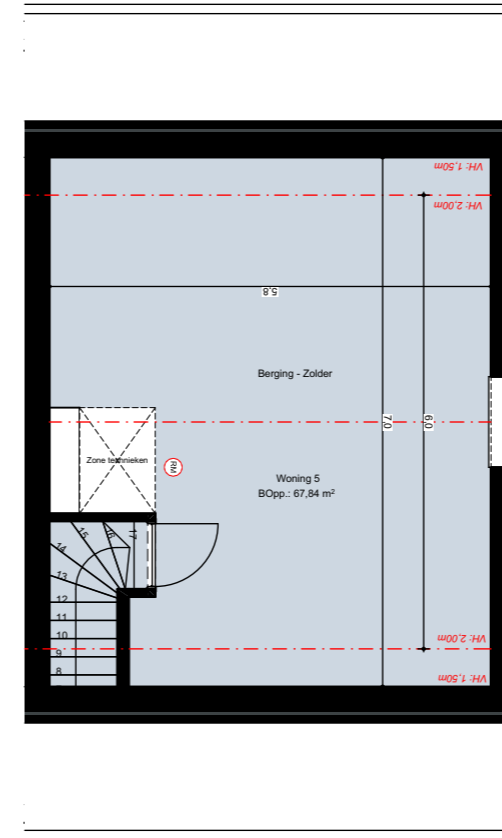 VH: 1,50m
VH: 2,00m
5,8
Berging - Zolder
7,0
6,0
Zone technieken
RM
Woning 5
BOpp.: 67,84 m²
17
16
15
14
13
12
11
10
9
8
VH: 2,00m
VH: 1,50m